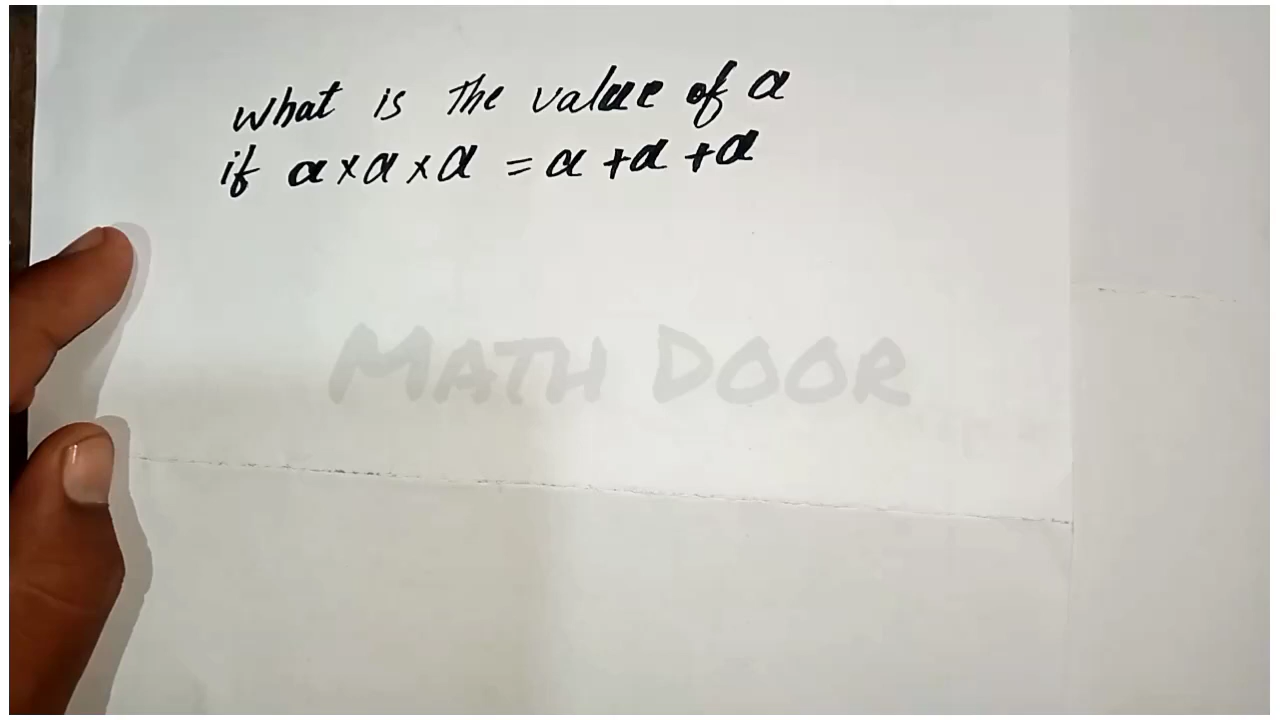 What is the value of a
if a × a × a = a + a + a
MATH DOOR